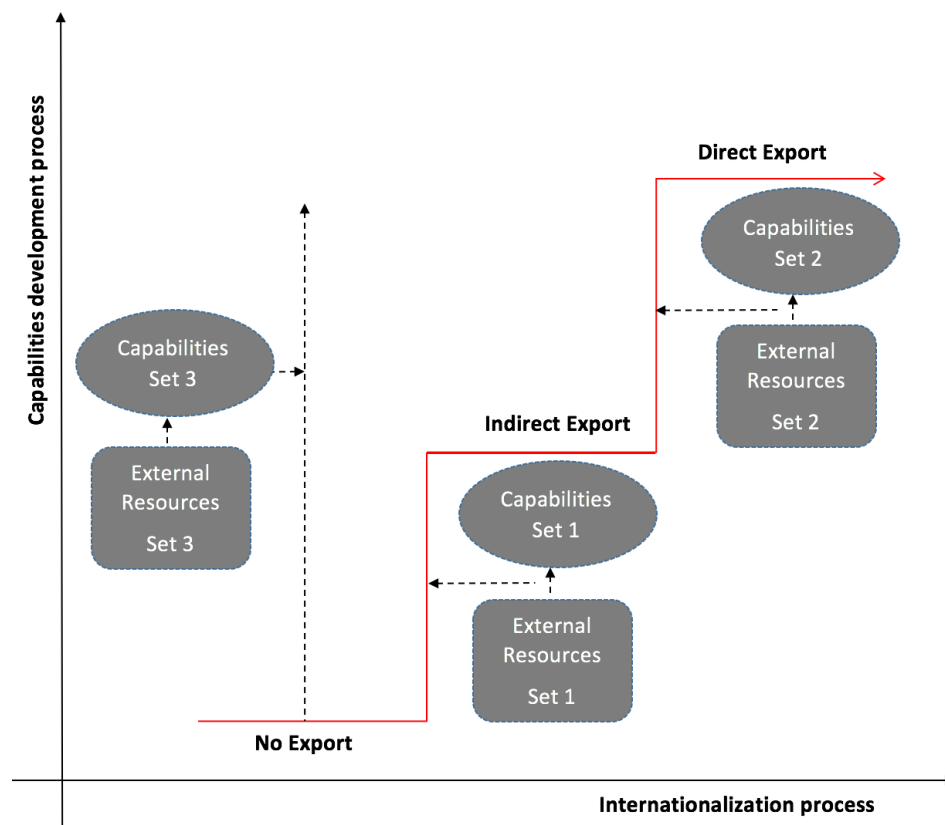 Capabilities development process
Direct Export
Capabilities
Set 2
External
Resources
Set 2
Capabilities
Set 3
External
Resources
Set 3
Indirect Export
Capabilities
Set 1
External
Resources
Set 1
No Export
Internationalization process